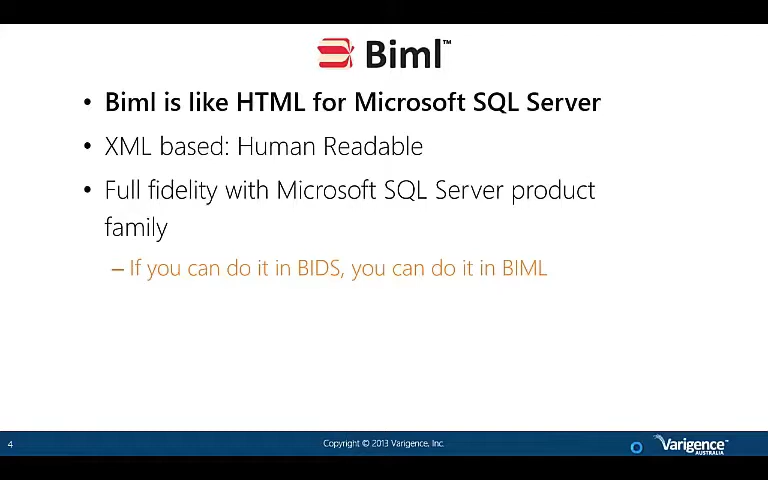 Biml™
• Biml is like HTML for Microsoft SQL Server
• XML based: Human Readable
• Full fidelity with Microsoft SQL Server product
family
– If you can do it in BIDS, you can do it in BIML
4
Copyright © 2013 Varigence, Inc.
Varigence™
AUSTRALIA